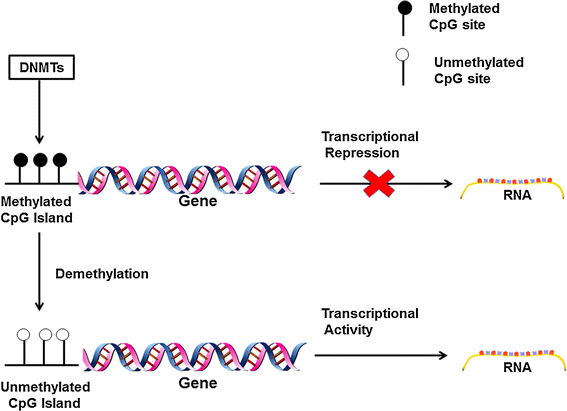 Methylated
CpG site
DNMTs
Unmethylated
CpG site
Transcriptional
Repression
Gene
RNA
Methylated
CpG Island
Demethylation
Transcriptional
Activity
Gene
RNA
Unmethylated
CpG Island